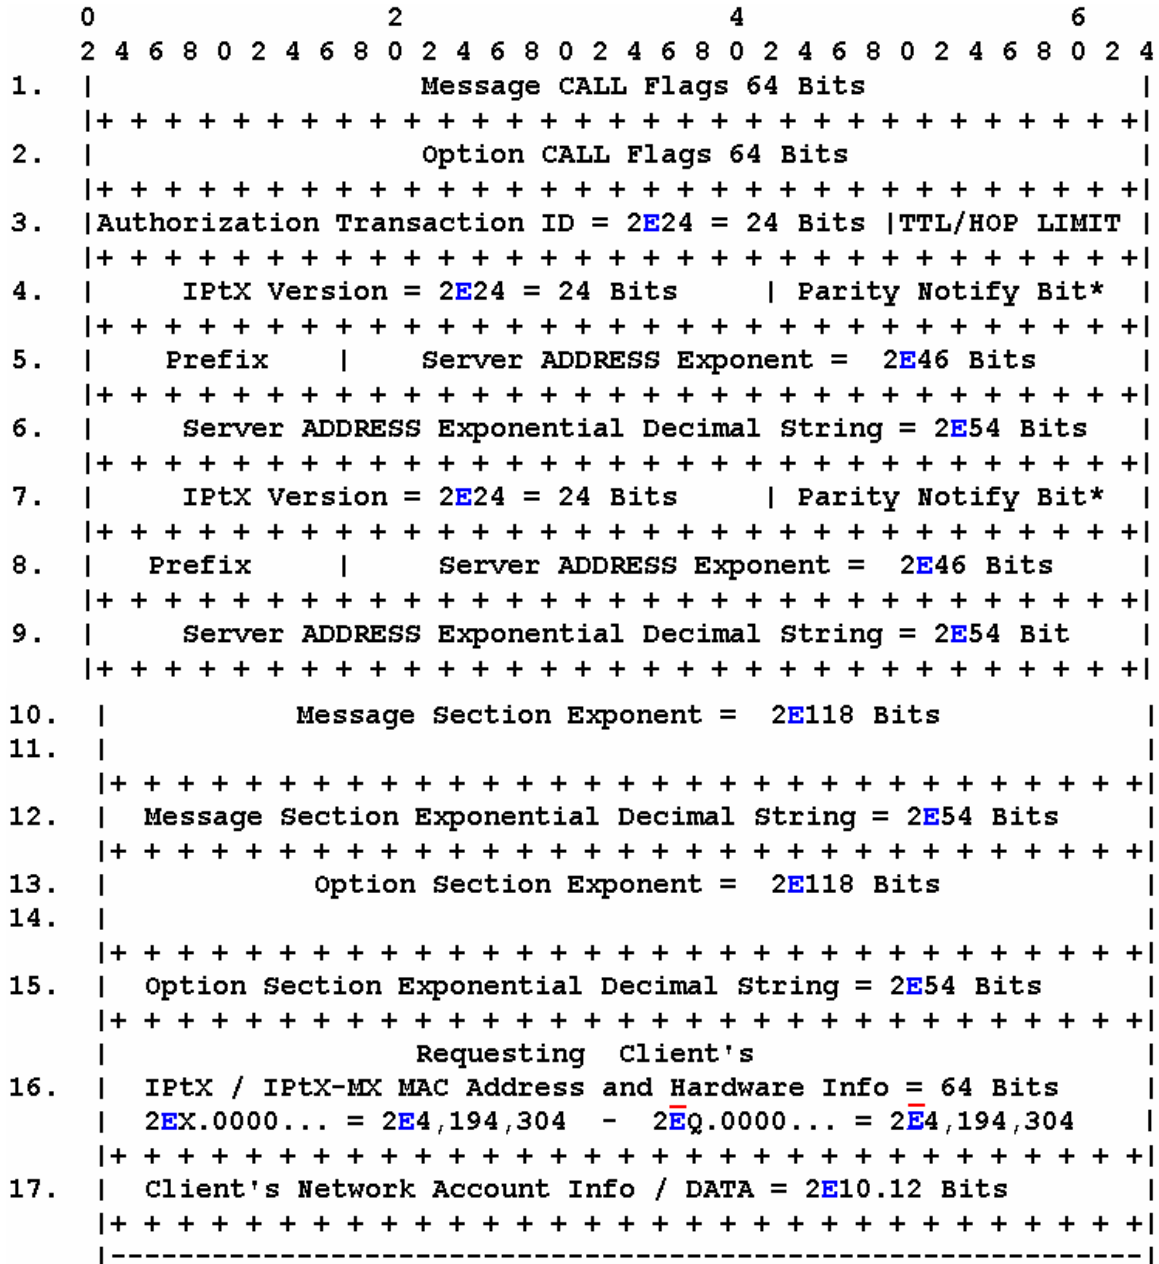 0 2 4 6
2 4 6 8 0 2 4 6 8 0 2 4 6 8 0 2 4 6 8 0 2 4 6 8 0 2 4 6 8 0 2 4
1. | Message CALL Flags 64 Bits |
|+ + + + + + + + + + + + + + + + + + + + + + + + + + + + + + +|
2. | Option CALL Flags 64 Bits |
|+ + + + + + + + + + + + + + + + + + + + + + + + + + + + + + +|
3. |Authorization Transaction ID = 2E24 = 24 Bits |TTL/HOP LIMIT |
|+ + + + + + + + + + + + + + + + + + + + + + + + + + + + + + +|
4. | IPtX Version = 2E24 = 24 Bits | Parity Notify Bit* |
|+ + + + + + + + + + + + + + + + + + + + + + + + + + + + + + +|
5. | Prefix | Server ADDRESS Exponent = 2E46 Bits |
|+ + + + + + + + + + + + + + + + + + + + + + + + + + + + + + +|
6. | Server ADDRESS Exponential Decimal String = 2E54 Bits |
|+ + + + + + + + + + + + + + + + + + + + + + + + + + + + + + +|
7. | IPtX Version = 2E24 = 24 Bits | Parity Notify Bit* |
|+ + + + + + + + + + + + + + + + + + + + + + + + + + + + + + +|
8. | Prefix | Server ADDRESS Exponent = 2E46 Bits |
|+ + + + + + + + + + + + + + + + + + + + + + + + + + + + + + +|
9. | Server ADDRESS Exponential Decimal String = 2E54 Bit |
|+ + + + + + + + + + + + + + + + + + + + + + + + + + + + + + +|
10. | Message Section Exponent = 2E118 Bits |
11. | |
|+ + + + + + + + + + + + + + + + + + + + + + + + + + + + + + +|
12. | Message Section Exponential Decimal String = 2E54 Bits |
|+ + + + + + + + + + + + + + + + + + + + + + + + + + + + + + +|
13. | Option Section Exponent = 2E118 Bits |
14. | |
|+ + + + + + + + + + + + + + + + + + + + + + + + + + + + + + +|
15. | Option Section Exponential Decimal String = 2E54 Bits |
|+ + + + + + + + + + + + + + + + + + + + + + + + + + + + + + +|
| Requesting Client's |
16. | IPtX / IPtX-MX MAC Address and Hardware Info = 64 Bits |
| 2EX.0000... = 2E4,194,304 - 2EQ.0000... = 2E4,194,304 |
|+ + + + + + + + + + + + + + + + + + + + + + + + + + + + + + +|
17. | Client's Network Account Info / DATA = 2E10.12 Bits |
|+ + + + + + + + + + + + + + + + + + + + + + + + + + + + + + +|
|-------------------------------------------------------------|